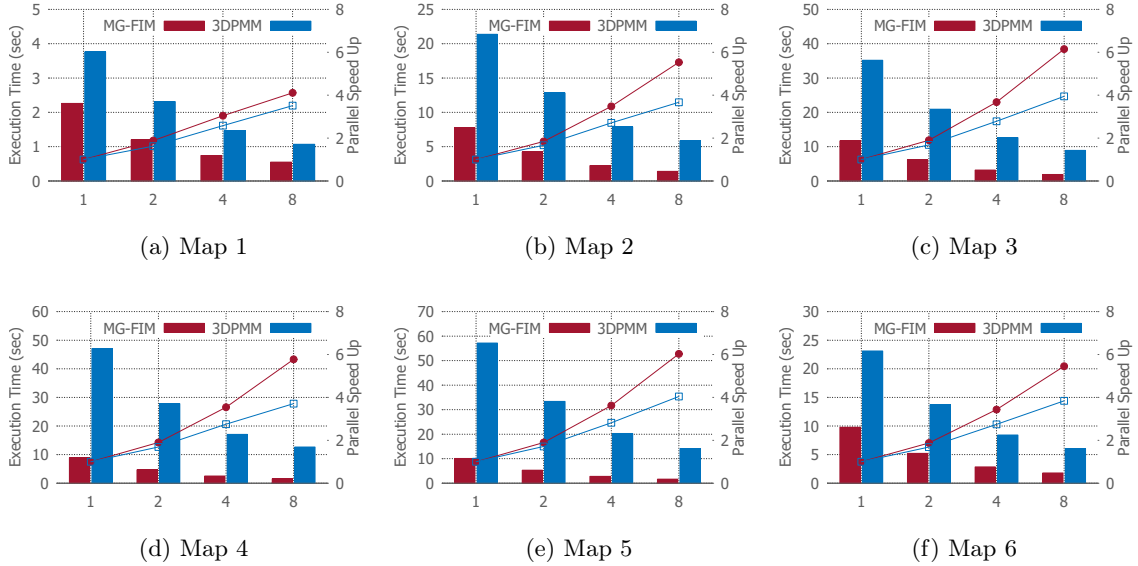 MG-FIM 3DPMM
Execution Time (sec)
5
4
3
2
1
0
8
6
4
2
0
Parallel Speed Up
1 2 4 8
(a) Map 1
MG-FIM 3DPMM
Execution Time (sec)
25
20
15
10
5
0
8
6
4
2
0
Parallel Speed Up
1 2 4 8
(b) Map 2
MG-FIM 3DPMM
Execution Time (sec)
50
40
30
20
10
0
8
6
4
2
0
Parallel Speed Up
1 2 4 8
(c) Map 3
MG-FIM 3DPMM
Execution Time (sec)
60
50
40
30
20
10
0
8
6
4
2
0
Parallel Speed Up
1 2 4 8
(d) Map 4
MG-FIM 3DPMM
Execution Time (sec)
70
60
50
40
30
20
10
0
8
6
4
2
0
Parallel Speed Up
1 2 4 8
(e) Map 5
MG-FIM 3DPMM
Execution Time (sec)
30
25
20
15
10
5
0
8
6
4
2
0
Parallel Speed Up
1 2 4 8
(f) Map 6